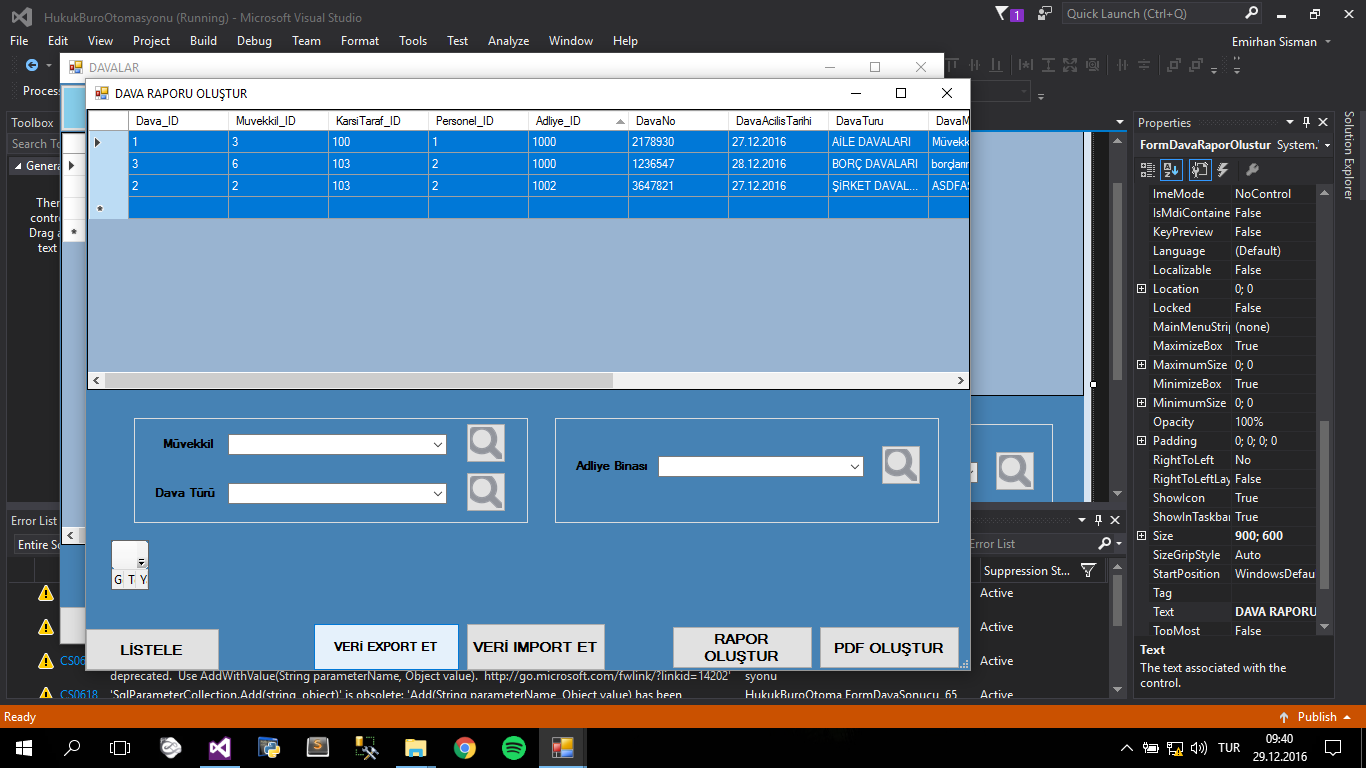 HukukBuroOtomasyonu (Running) - Microsoft Visual Studio
1
Quick Launch (Ctrl+Q)
File Edit View Project Build Debug Team Format Tools Test Analyze Window Help
Emirhan Sisman
DAVALAR
Proces
DAVA RAPORU OLUŞTUR
Toolbox
Search To
Genera
Ther
contro
Drag a
text
Dava_ID Muvekkil_ID KarsiTaraf_ID Personel_ID Adliye_ID DavaNo DavaAcilisTarihi DavaTuru DavaM
1 3 100 1 1000 2178930 27.12.2016 AİLE DAVALARI Müvekk
3 6 103 2 1000 1236547 28.12.2016 BORÇ DAVALARI borçların
2 2 103 2 1002 3647821 27.12.2016 ŞİRKET DAVAL... ASDFAS
Müvekkil
Dava Türü
Adliye Binası
G T Y
LİSTELE
VERİ EXPORT ET
VERİ IMPORT ET
RAPOR
OLUŞTUR
PDF OLUŞTUR
Properties
FormDavaRaporOlustur System.
ImeMode NoControl
IsMdiContaine False
KeyPreview False
Language (Default)
Localizable False
Location 0; 0
Locked False
MainMenuStrip (none)
MaximizeBox True
MaximumSize 0; 0
MinimizeBox True
MinimumSize 0; 0
Opacity 100%
Padding 0; 0; 0; 0
RightToLeft No
RightToLeftLay False
ShowIcon True
ShowInTaskbar True
Size 900; 600
SizeGripStyle Auto
StartPosition WindowsDefau
Tag
Text DAVA RAPORU
TopMost False
Text
The text associated with the
control.
Solution Explorer
Error List
Entire So
Error List
Suppression St...
Active
Active
CS06 Active
deprecated. Use AddWithValue(String parameterName, Object value). http://go.microsoft.com/fwlink/?linkid=14202' syonu
CS0618 'SqlParameterCollection.Add(string, object)' is obsolete: 'Add(String parameterName, Object value) has been HukukBuroOtoma FormDavaSonucu 65 Active
Ready
Publish
TUR
09:40
29.12.2016